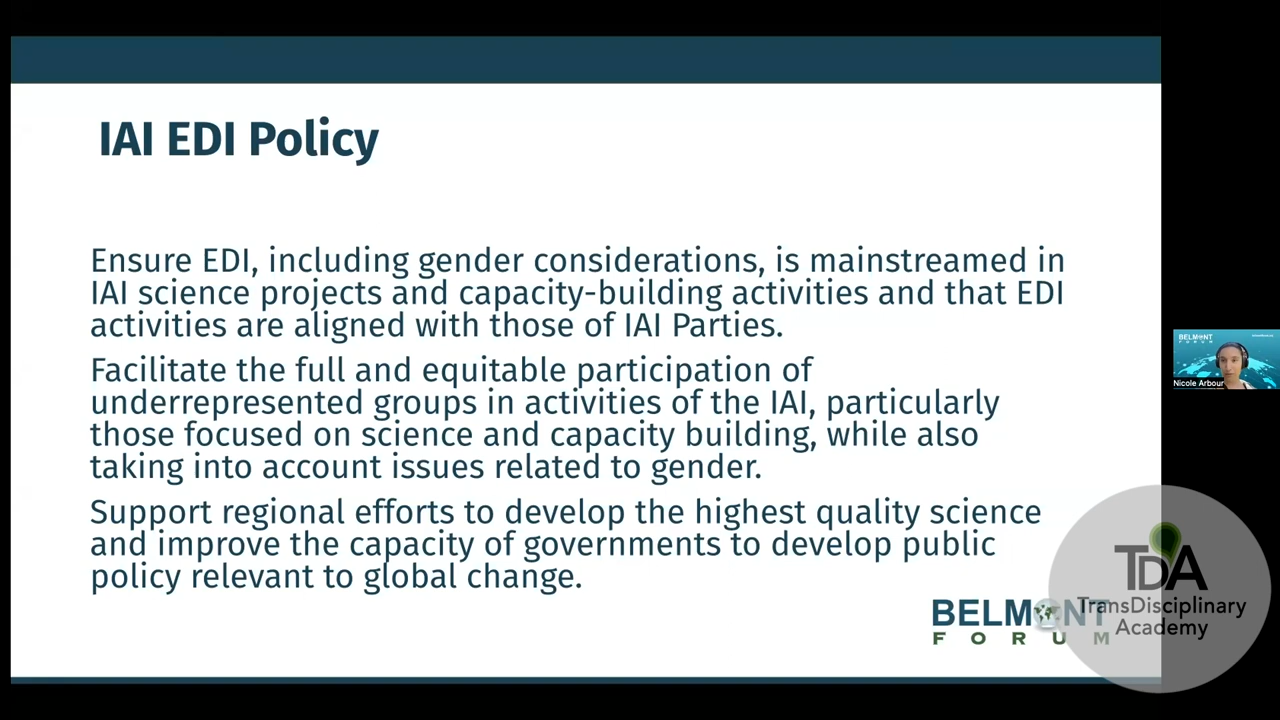 IAI EDI Policy
Ensure EDI, including gender considerations, is mainstreamed in
IAI science projects and capacity-building activities and that EDI
activities are aligned with those of IAI Parties.
Facilitate the full and equitable participation of
underrepresented groups in activities of the IAI, particularly
those focused on science and capacity building, while also
taking into account issues related to gender.
Support regional efforts to develop the highest quality science
and improve the capacity of governments to develop public
policy relevant to global change.
BELMONT
FORUM
TDA
TransDisciplinary
Academy
BELMONT
FORUM
Nicole Arbour